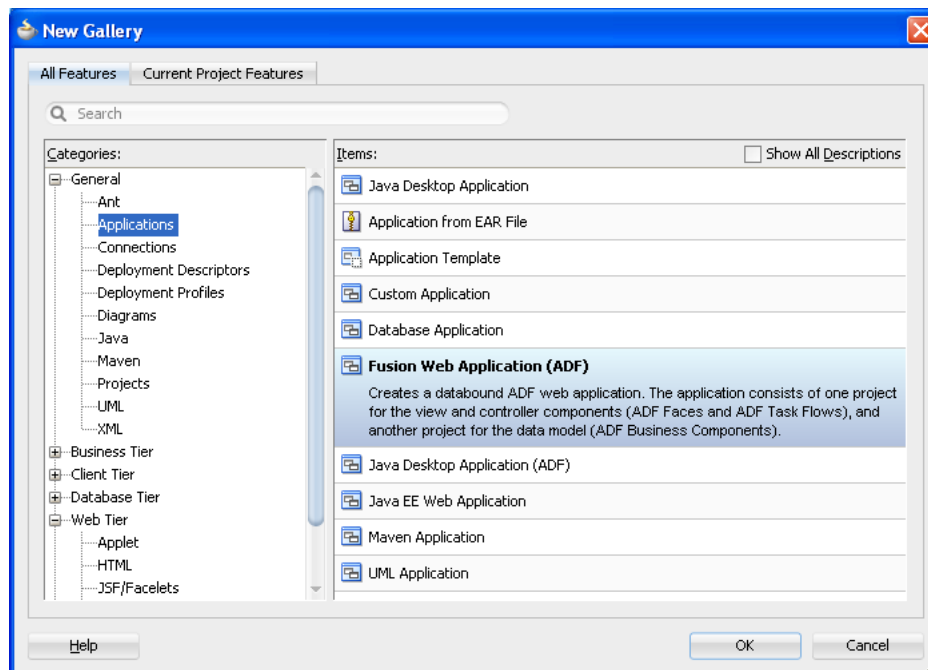 New Gallery
All Features
Current Project Features
Search
Categories:
General
Ant
Applications
Connections
Deployment Descriptors
Deployment Profiles
Diagrams
Java
Maven
Projects
UML
XML
Business Tier
Client Tier
Database Tier
Web Tier
Applet
HTML
JSF/Facelets
Items:
Show All Descriptions
Java Desktop Application
Application from EAR File
Application Template
Custom Application
Database Application
Fusion Web Application (ADF)
Creates a databound ADF web application. The application consists of one project
for the view and controller components (ADF Faces and ADF Task Flows), and
another project for the data model (ADF Business Components).
Java Desktop Application (ADF)
Java EE Web Application
Maven Application
UML Application
Help
OK
Cancel